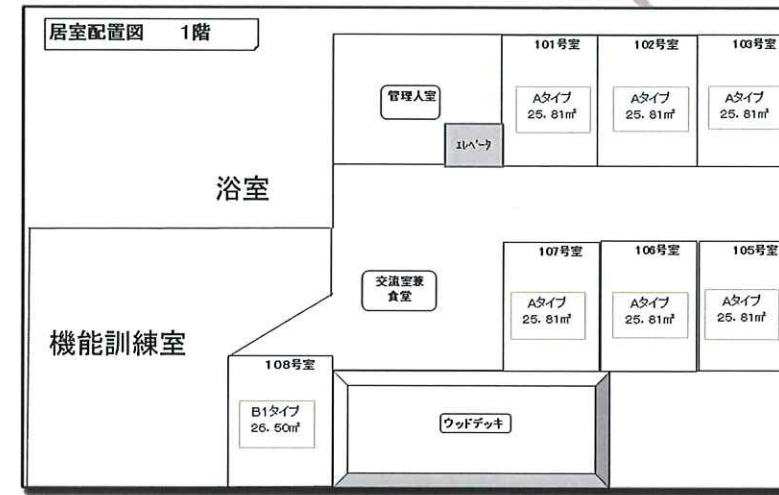 居室配置図 1階
101号室
102号室
103号室
管理人室
Aタイプ
25.81㎡
Aタイプ
25.81㎡
Aタイプ
25.81㎡
エレベータ
浴室
107号室
106号室
105号室
交流室兼
食堂
Aタイプ
25.81㎡
Aタイプ
25.81㎡
Aタイプ
25.81㎡
機能訓練室
108号室
B1タイプ
26.50㎡
ウッドデッキ